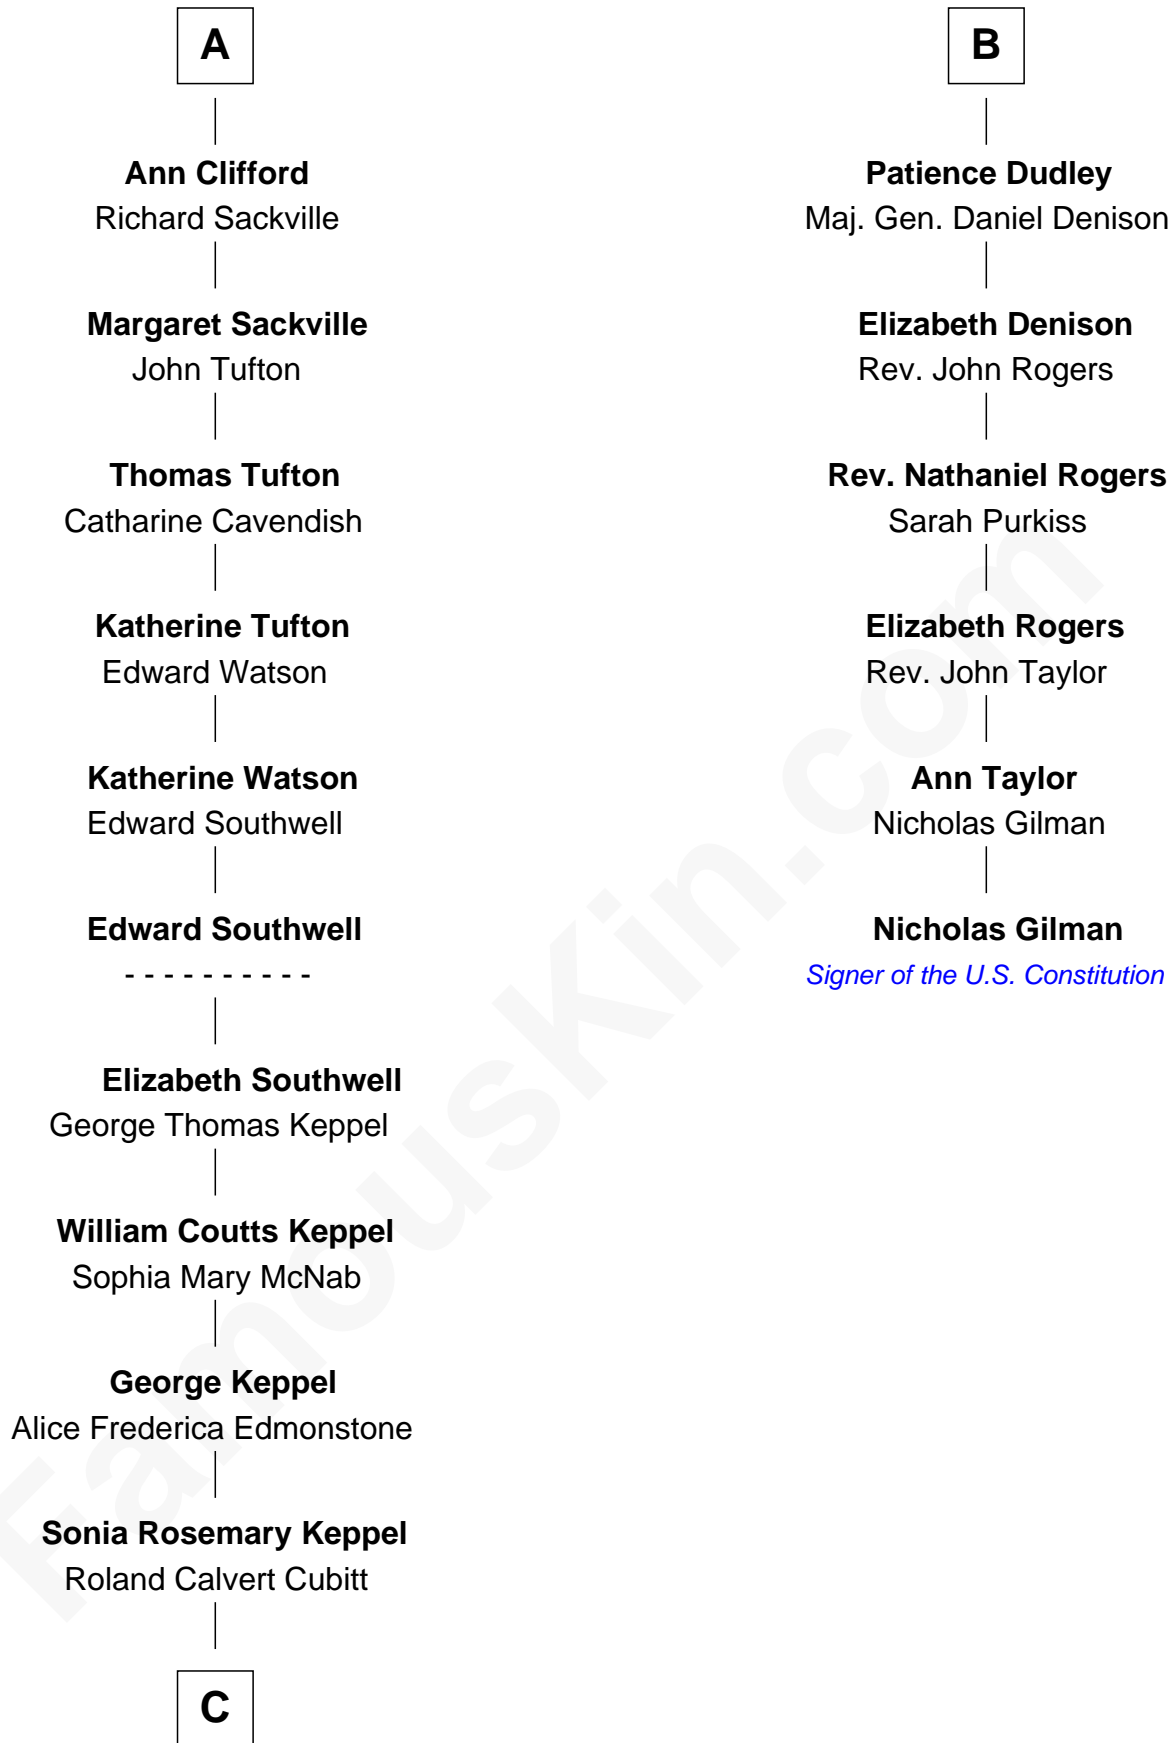 A
Ann Clifford
Richard Sackville
Margaret Sackville
John Tufton
Thomas Tufton
Catharine Cavendish
Katherine Tufton
Edward Watson
Katherine Watson
Edward Southwell
Edward Southwell
- - - - - - - - - -
Elizabeth Southwell
George Thomas Keppel
William Coutts Keppel
Sophia Mary McNab
George Keppel
Alice Frederica Edmonstone
Sonia Rosemary Keppel
Roland Calvert Cubitt
C
B
Patience Dudley
Maj. Gen. Daniel Denison
Elizabeth Denison
Rev. John Rogers
Rev. Nathaniel Rogers
Sarah Purkiss
Elizabeth Rogers
Rev. John Taylor
Ann Taylor
Nicholas Gilman
Nicholas Gilman
Signer of the U.S. Constitution
FamousKin.com